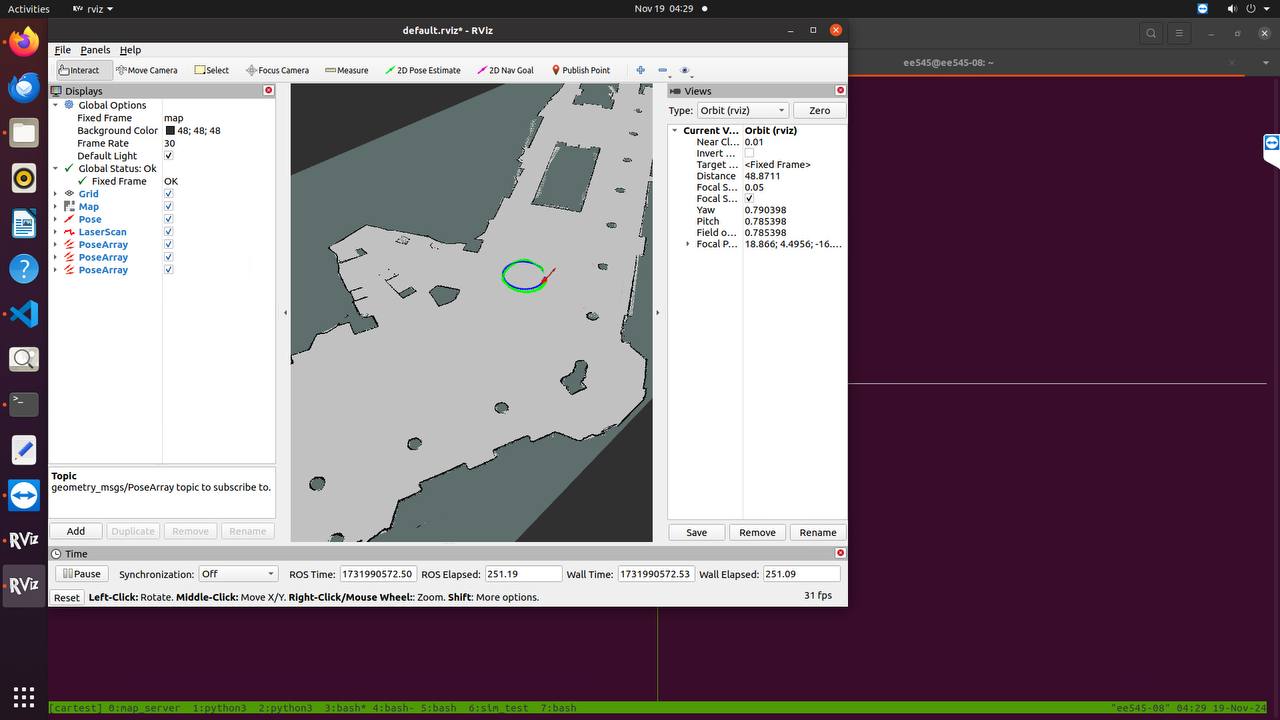 Activities
rviz
Nov 19 04:29
default.rviz* - RViz
File Panels Help
Interact Move Camera Select Focus Camera Measure 2D Pose Estimate 2D Nav Goal Publish Point
ee545@ee545-08: ~
Displays
Global Options
Fixed Frame map
Background Color 48; 48; 48
Frame Rate 30
Default Light
Global Status: Ok
Fixed Frame OK
Grid
Map
Pose
LaserScan
PoseArray
PoseArray
PoseArray
Topic
geometry_msgs/PoseArray topic to subscribe to.
Add Duplicate Remove Rename
Views
Type: Orbit (rviz) Zero
Current V... Orbit (rviz)
Near Cl... 0.01
Invert ...
Target ... <Fixed Frame>
Distance 48.8711
Focal S... 0.05
Focal S...
Yaw 0.790398
Pitch 0.785398
Field o... 0.785398
Focal P... 18.866; 4.4956; -16....
Save Remove Rename
Time
Pause Synchronization: Off ROS Time: 1731990572.50 ROS Elapsed: 251.19 Wall Time: 1731990572.53 Wall Elapsed: 251.09
Reset Left-Click: Rotate. Middle-Click: Move X/Y. Right-Click/Mouse Wheel:: Zoom. Shift: More options. 31 fps
RViz
RViz
[cartest] 0:map_server 1:python3 2:python3 3:bash* 4:bash- 5:bash 6:sim_test 7:bash "ee545-08" 04:29 19-Nov-24